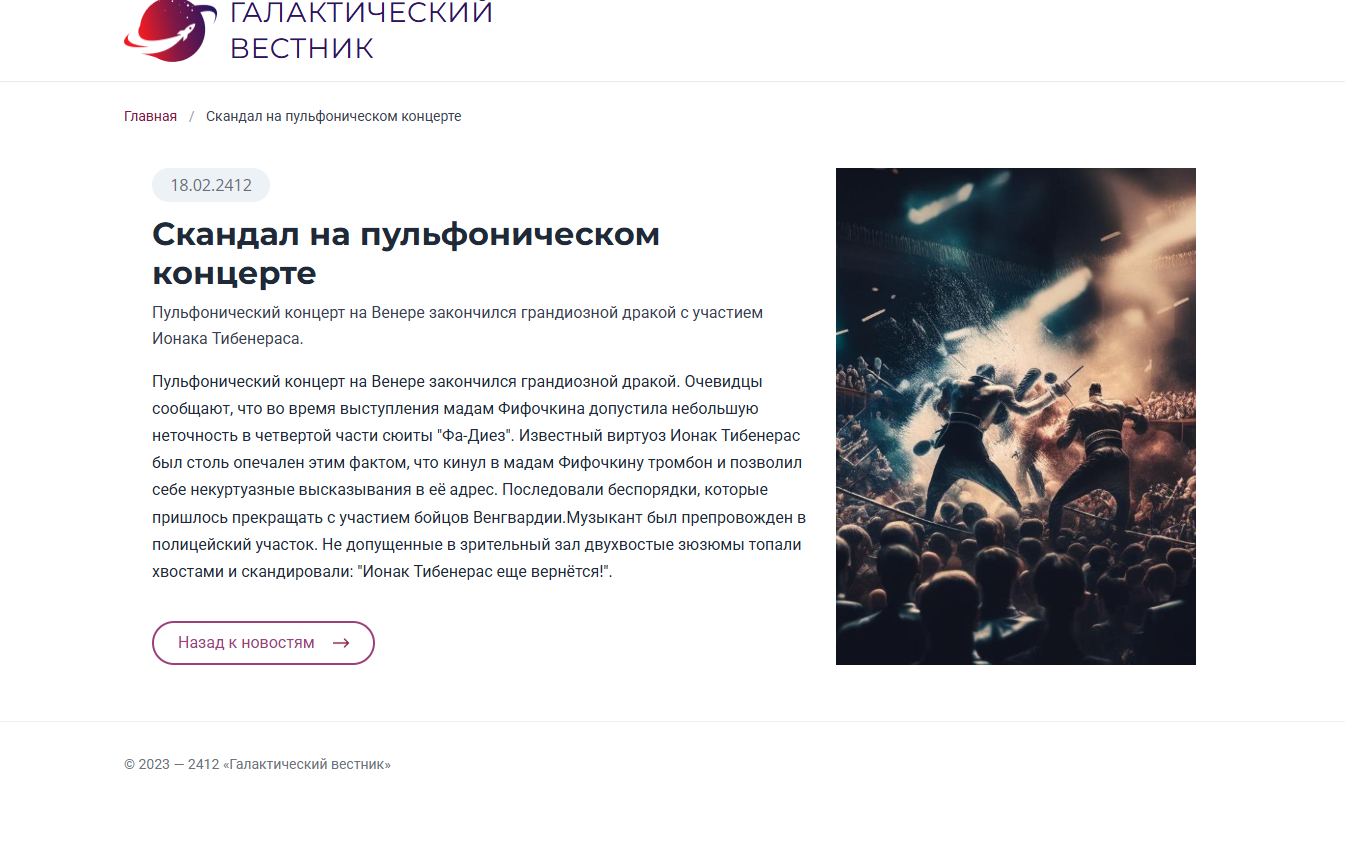 ГАЛАКТИЧЕСКИЙ
ВЕСТНИК
Главная / Скандал на пульфоническом концерте
18.02.2412
Скандал на пульфоническом
концерте
Пульфонический концерт на Венере закончился грандиозной дракой с участием
Ионака Тибенераса.
Пульфонический концерт на Венере закончился грандиозной дракой. Очевидцы
сообщают, что во время выступления мадам Фифочкина допустила небольшую
неточность в четвертой части сюиты "Фа-Диез". Известный виртуоз Ионак Тибенерас
был столь опечален этим фактом, что кинул в мадам Фифочкину тромбон и позволил
себе некуртуазные высказывания в её адрес. Последовали беспорядки, которые
пришлось прекращать с участием бойцов Венгвардии.Музыкант был препровожден в
полицейский участок. Не допущенные в зрительный зал двухвостые зюзюмы топали
хвостами и скандировали: "Ионак Тибенерас еще вернётся!".
Назад к новостям →
© 2023 — 2412 «Галактический вестник»